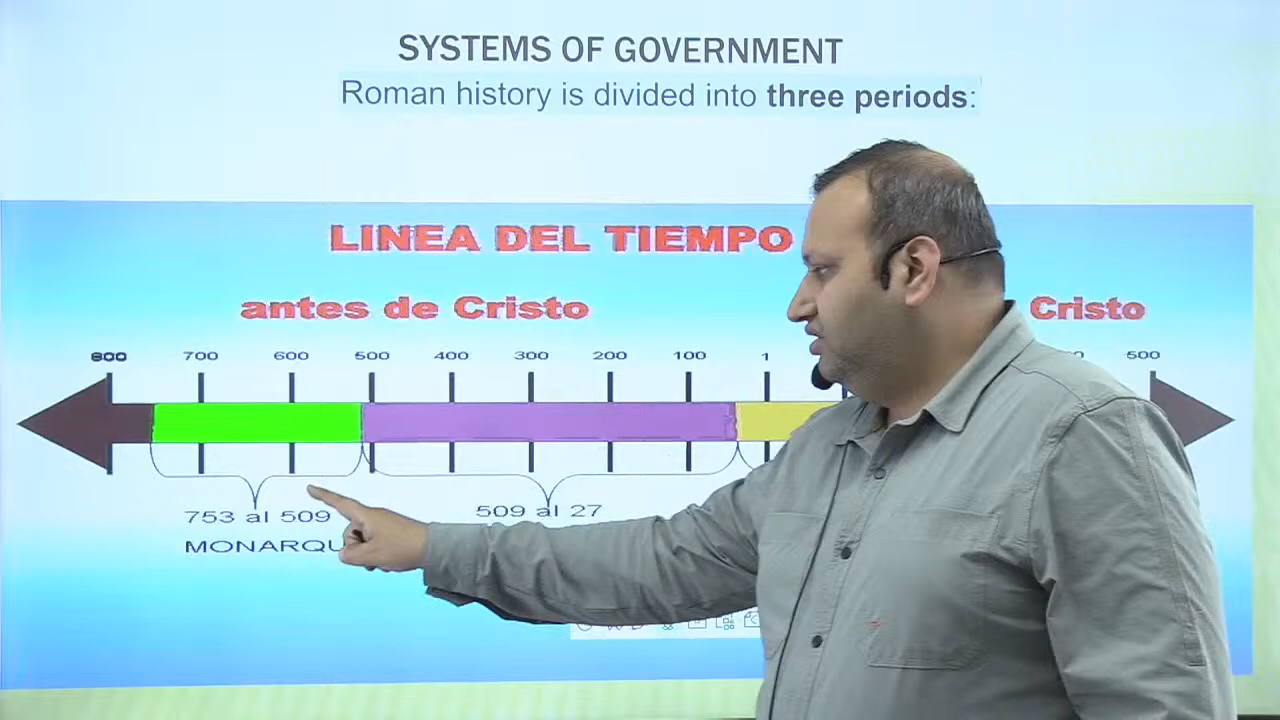 SYSTEMS OF GOVERNMENT
Roman history is divided into three periods:
LINEA DEL TIEMPO
antes de Cristo
Cristo
800 700 600 500 400 300 200 100 1 500
753 al 509
509 al 27
MONARQU